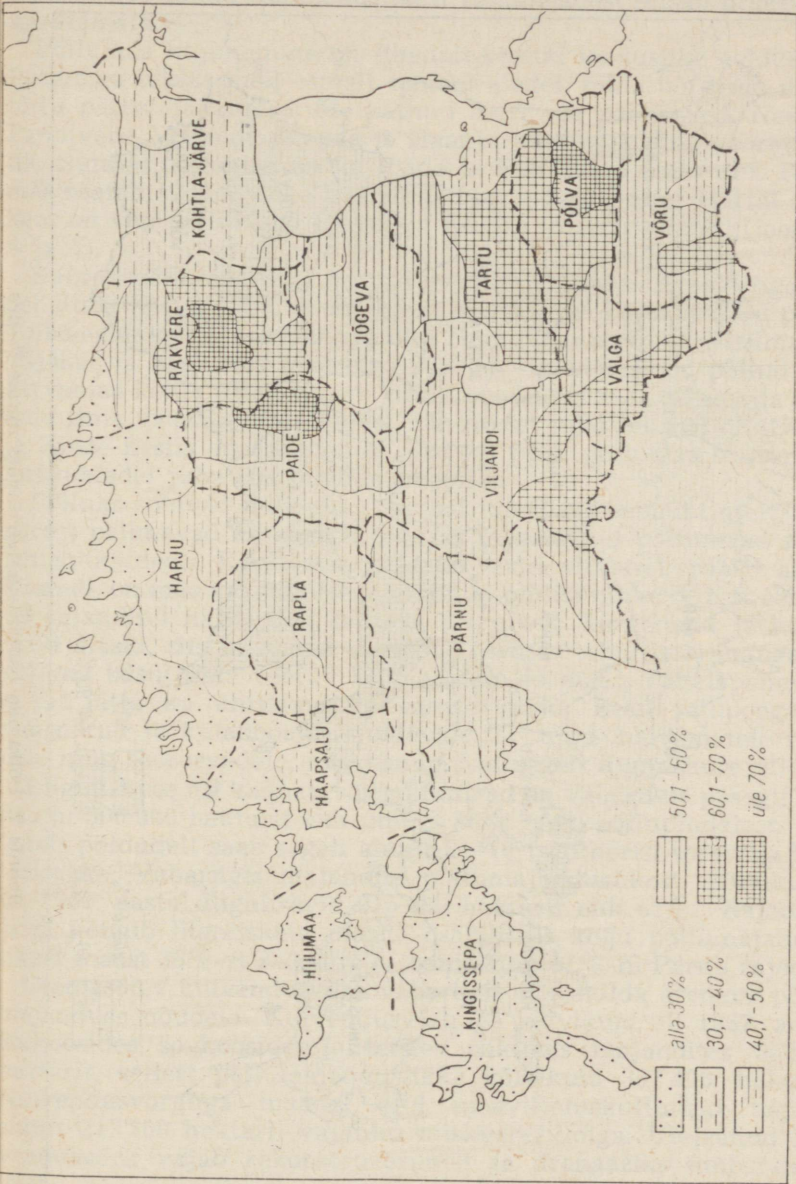 KOHTLA-JÄRVE
RAKVERE
HARJU
PAIDE
JÕGEVA
RAPLA
HAAPSALU
HIIUMAA
TARTU
PÕLVA
VILJANDI
PÄRNU
VALGA
VÕRU
KINGISSEPA
alla 30%
30,1-40%
40,1-50%
50,1-60%
60,1-70%
üle 70%